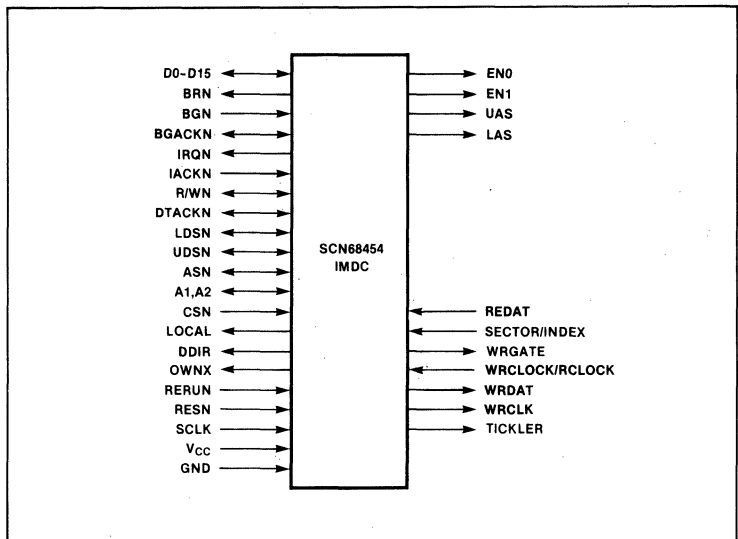 D0-D15
BRN
BGN
BGACKN
IRQN
IACKN
R/WN
DTACKN
LDSN
UDSN
ASN
A1,A2
CSN
LOCAL
DDIR
OWNX
RERUN
RESN
SCLK
VCC
GND
SCN68454
IMDC
EN0
EN1
UAS
LAS
REDAT
SECTOR/INDEX
WRGATE
WRCLOCK/RCLOCK
WRDAT
WRCLK
TICKLER